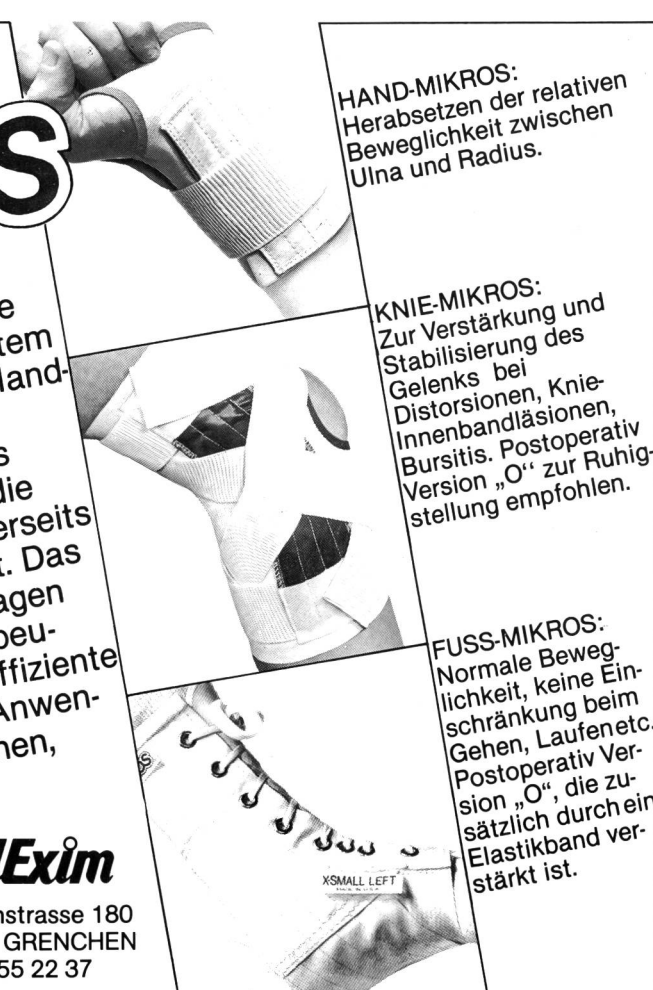 S
e
tem
Hand-
s
die
erseits
t. Das
agen
beu-
ffiziente
Anwen-
nen,
Exim
nstrasse 180
GRENCHEN
55 22 37
HAND-MIKROS:
Herabsetzen der relativen
Beweglichkeit zwischen
Ulna und Radius.
KNIE-MIKROS:
Zur Verstärkung und
Stabilisierung des
Gelenks bei
Distorsionen, Knie-
Innenbandläsionen,
Bursitis. Postoperativ
Version „O'' zur Ruhig-
stellung empfohlen.
FUSS-MIKROS:
Normale Beweg-
lichkeit, keine Ein-
schränkung beim
Gehen, Laufen etc.
Postoperativ Ver-
sion „O“, die zu-
sätzlich durch ein
Elastikband ver-
stärkt ist.
OS
X-SMALL LEFT